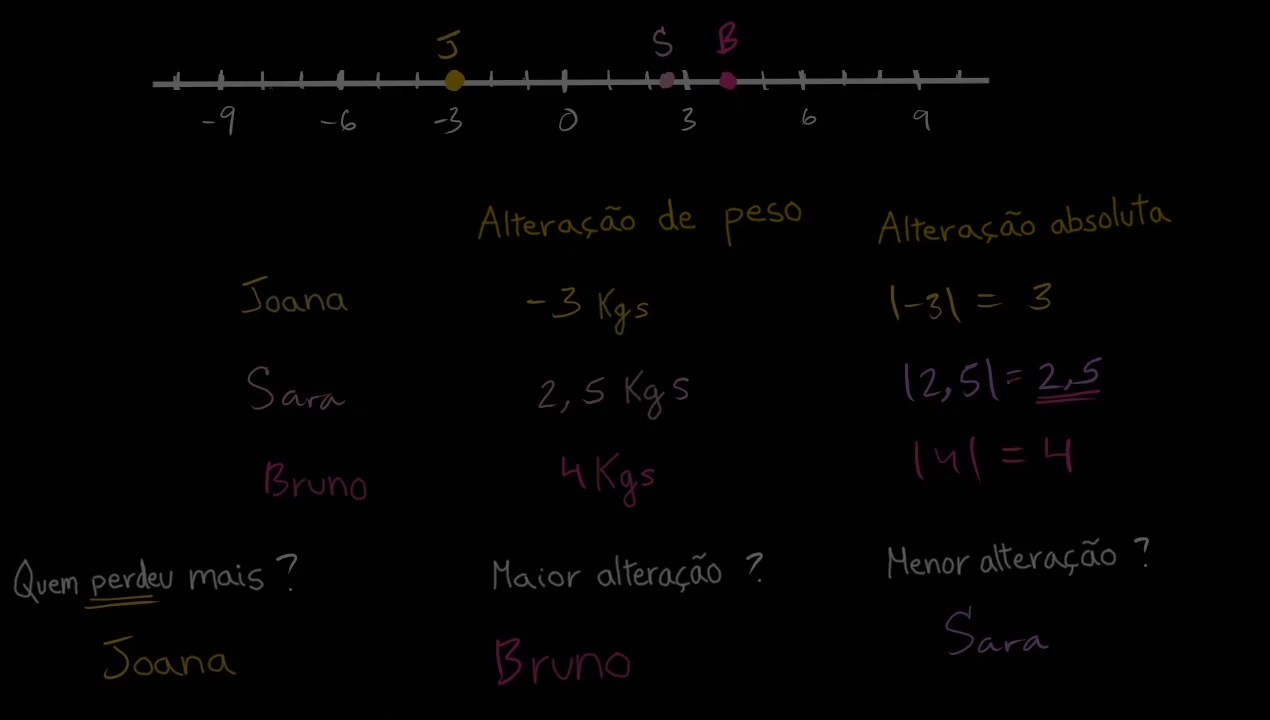 J S B
-9 -6 -3 0 3 6 9
Alteração de peso Alteração absoluta
Joana -3 Kgs |-3| = 3
Sara 2,5 Kgs |2,5| = 2,5
Bruno 4 Kgs |4| = 4
Quem perdeu mais? Maior alteração? Menor alteração?
Joana Bruno Sara